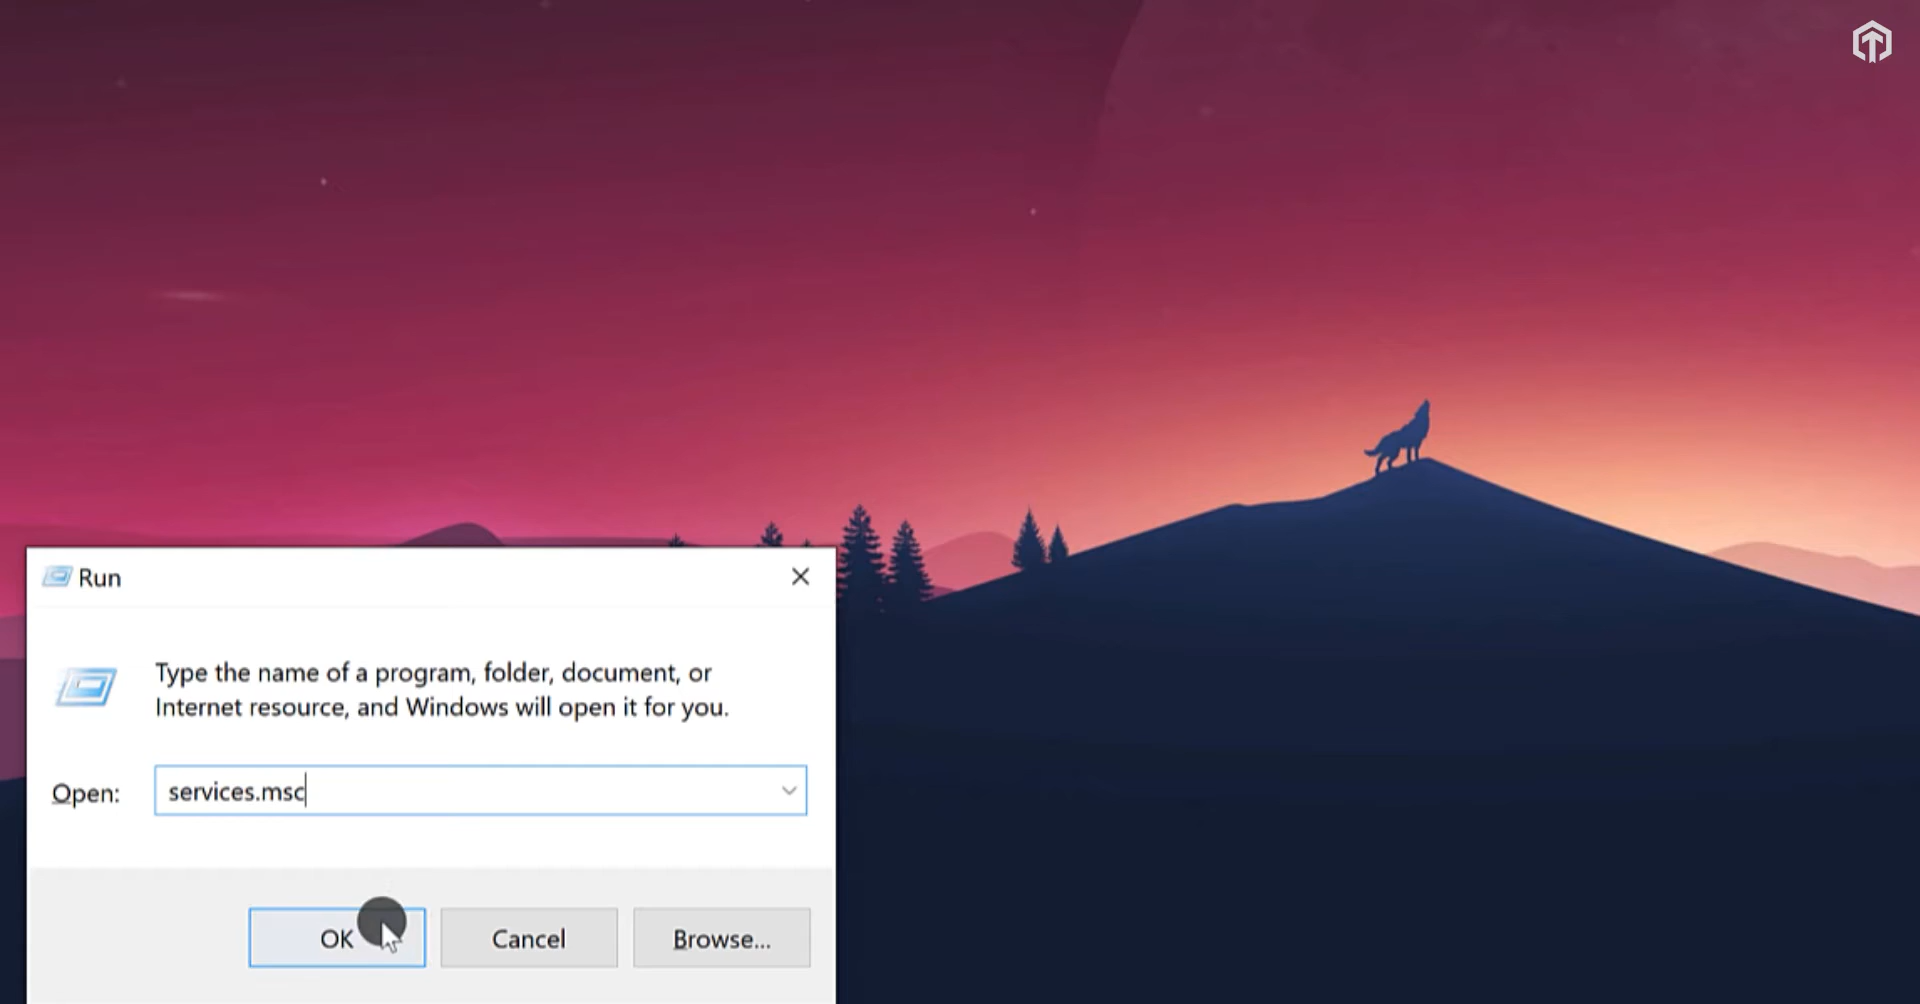 Run
Type the name of a program, folder, document, or
Internet resource, and Windows will open it for you.
Open: services.msc
OK Cancel Browse...